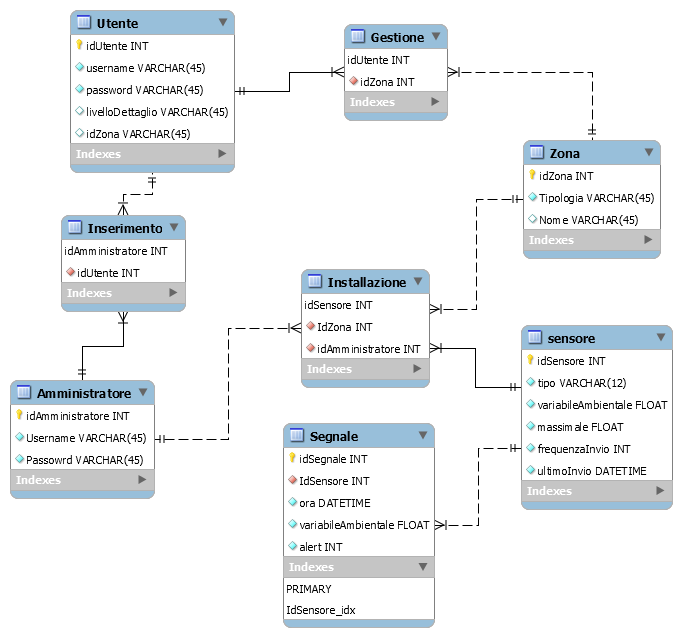 Utente
idUtente INT
username VARCHAR(45)
password VARCHAR(45)
livelloDettaglio VARCHAR(45)
idZona VARCHAR(45)
Indexes
Gestione
idUtente INT
idZona INT
Indexes
Zona
idZona INT
Tipologia VARCHAR(45)
Nome VARCHAR(45)
Indexes
Inserimento
idAmministratore INT
idUtente INT
Indexes
Installazione
idSensore INT
IdZona INT
idAmministratore INT
Indexes
sensore
idSensore INT
tipo VARCHAR(12)
variabileAmbientale FLOAT
massimale FLOAT
frequenzaInvio INT
ultimoInvio DATETIME
Indexes
Amministratore
idAmministratore INT
Username VARCHAR(45)
Passowrd VARCHAR(45)
Indexes
Segnale
idSegnale INT
IdSensore INT
ora DATETIME
variabileAmbientale FLOAT
alert INT
Indexes
PRIMARY
IdSensore_idx